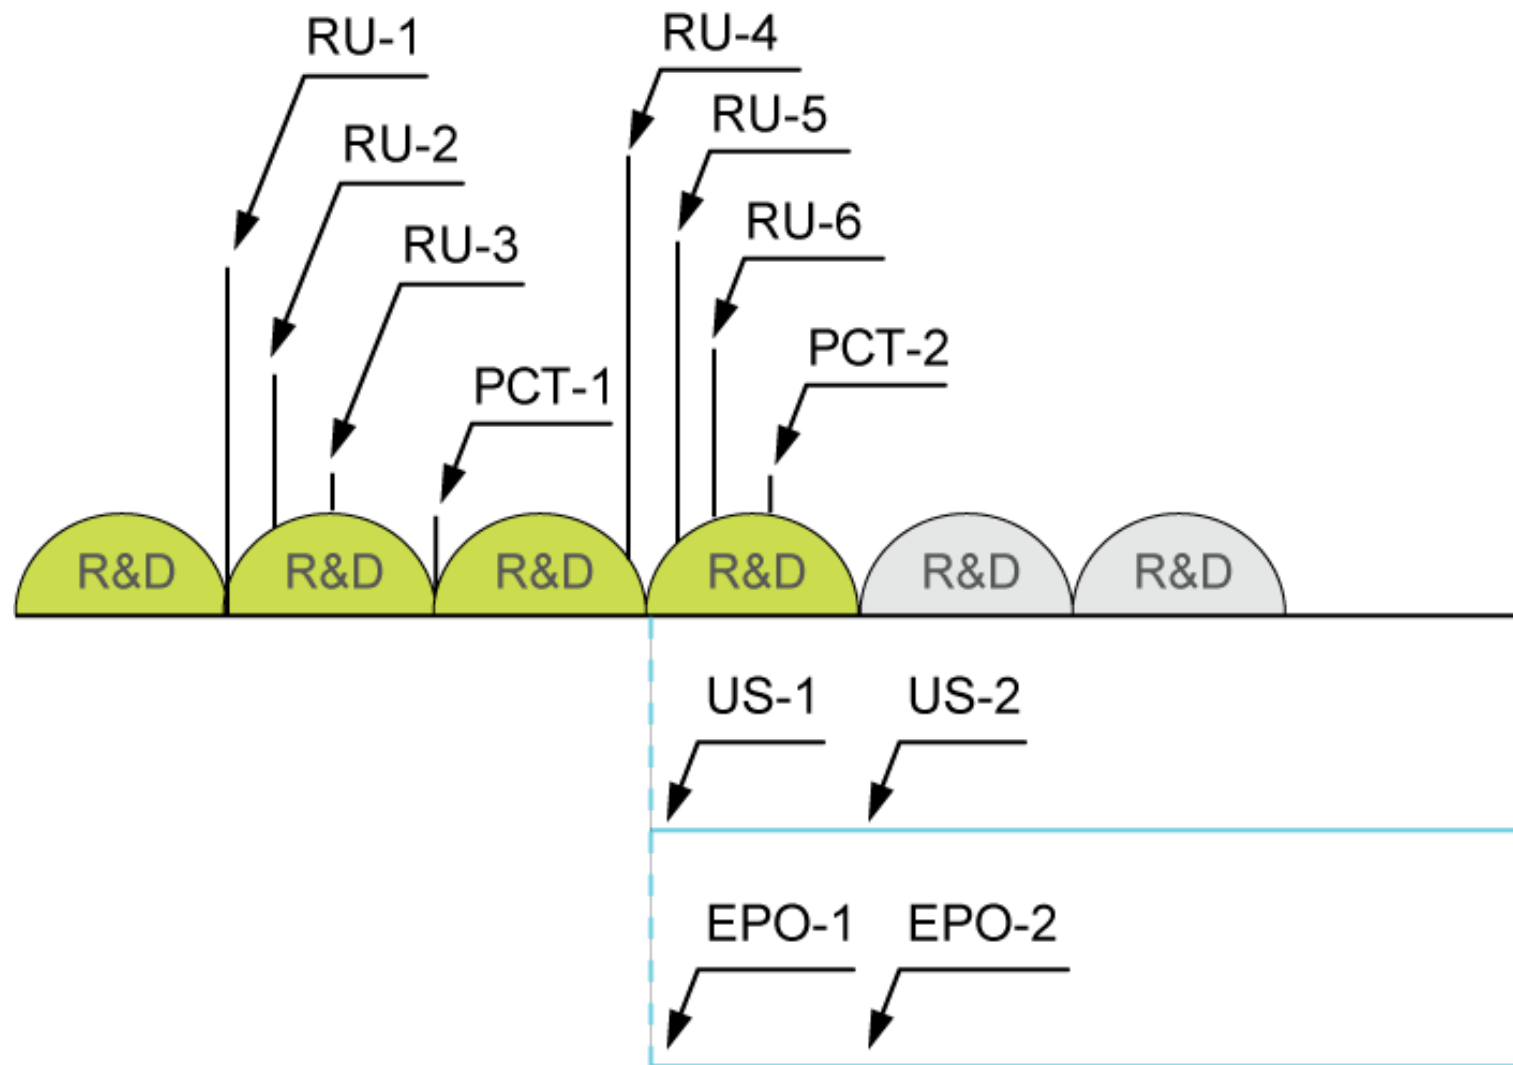 RU-1
RU-4
RU-2
RU-5
RU-3
RU-6
PCT-1
PCT-2
R&D R&D R&D R&D R&D R&D
US-1 US-2
EPO-1 EPO-2